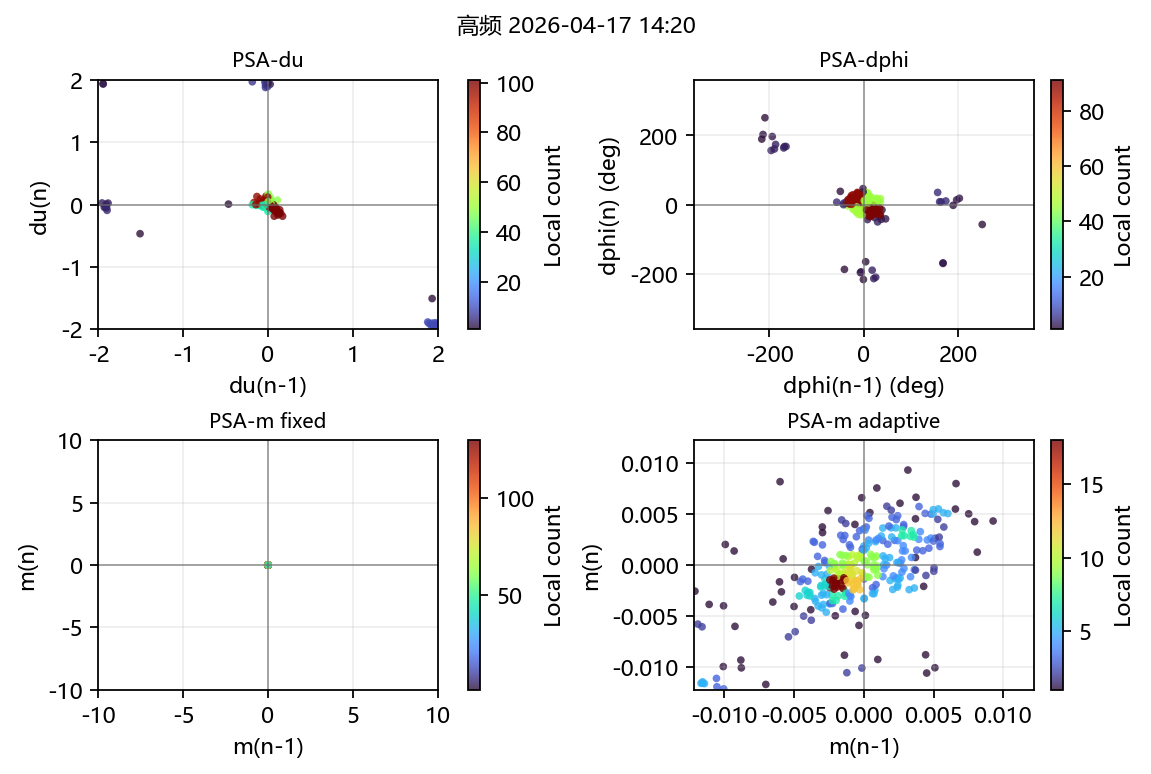 高频 2026-04-17 14:20
PSA-du
2
1
0
-1
-2
-2
-1
0
1
2
du(n)
du(n-1)
100
80
60
40
20
Local count
PSA-dphi
200
0
-200
-200
0
200
dphi(n) (deg)
dphi(n-1) (deg)
80
60
40
20
Local count
PSA-m fixed
10
5
0
-5
-10
-10
-5
0
5
10
m(n)
m(n-1)
100
50
Local count
PSA-m adaptive
0.010
0.005
0.000
-0.005
-0.010
-0.010
-0.005
0.000
0.005
0.010
m(n)
m(n-1)
15
10
5
Local count